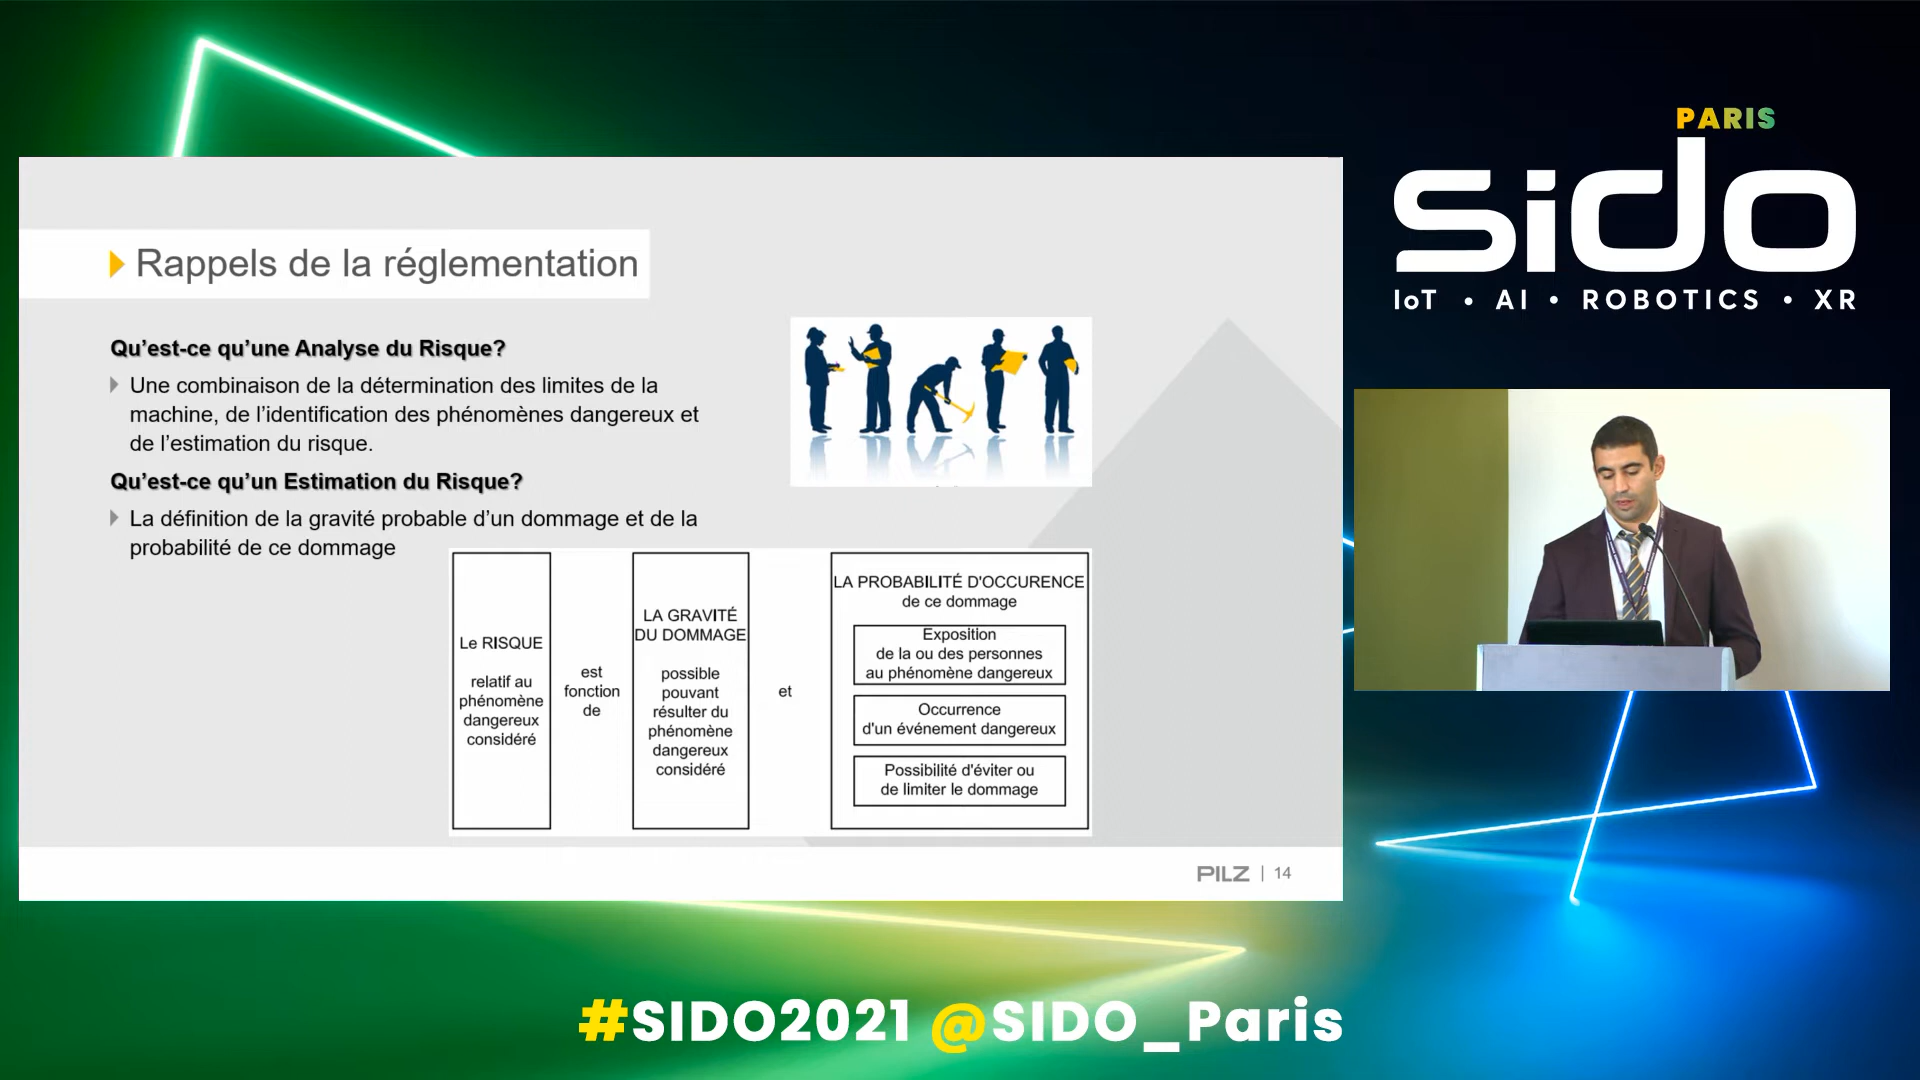 PARIS
sido
IoT • AI • ROBOTICS • XR
Rappels de la réglementation
Qu’est-ce qu’une Analyse du Risque?
Une combinaison de la détermination des limites de la
machine, de l’identification des phénomènes dangereux et
de l’estimation du risque.
Qu’est-ce qu’un Estimation du Risque?
La définition de la gravité probable d’un dommage et de la
probabilité de ce dommage
Le RISQUE
relatif au
phénomène
dangereux
considéré
est
fonction
de
LA GRAVITÉ
DU DOMMAGE
possible
pouvant
résulter du
phénomène
dangereux
considéré
et
LA PROBABILITÉ D'OCCURENCE
de ce dommage
Exposition
de la ou des personnes
au phénomène dangereux
Occurrence
d'un événement dangereux
Possibilité d'éviter ou
de limiter le dommage
PILZ | 14
#SIDO2021 @SIDO_Paris